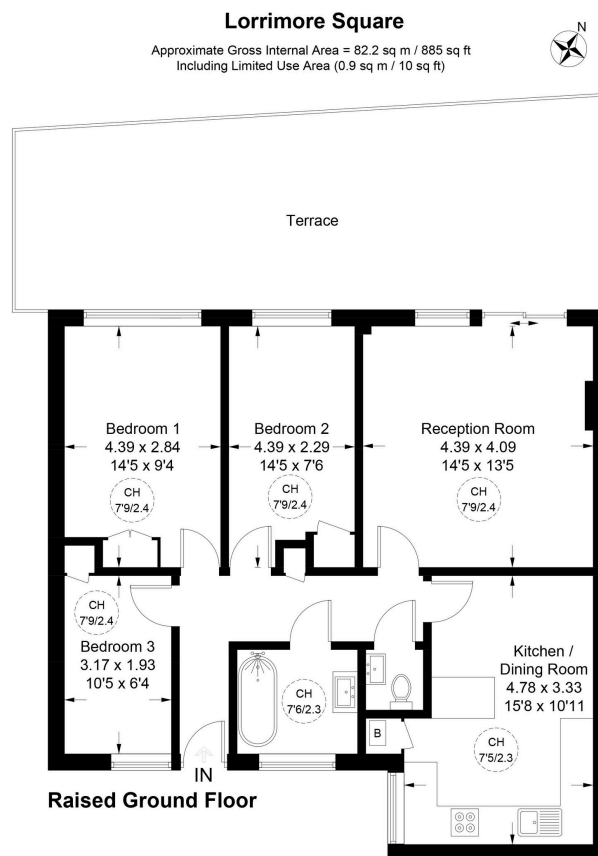 Lorrimore Square
Approximate Gross Internal Area = 82.2 sq m / 885 sq ft
Including Limited Use Area (0.9 sq m / 10 sq ft)
N
Terrace
Bedroom 1
4.39 x 2.84
14'5 x 9'4
CH
7'9/2.4
Bedroom 2
4.39 x 2.29
14'5 x 7'6
CH
7'9/2.4
Reception Room
4.39 x 4.09
14'5 x 13'5
CH
7'9/2.4
CH
7'9/2.4
Bedroom 3
3.17 x 1.93
10'5 x 6'4
CH
7'6/2.3
Kitchen /
Dining Room
4.78 x 3.33
15'8 x 10'11
B
CH
7'5/2.3
IN
Raised Ground Floor